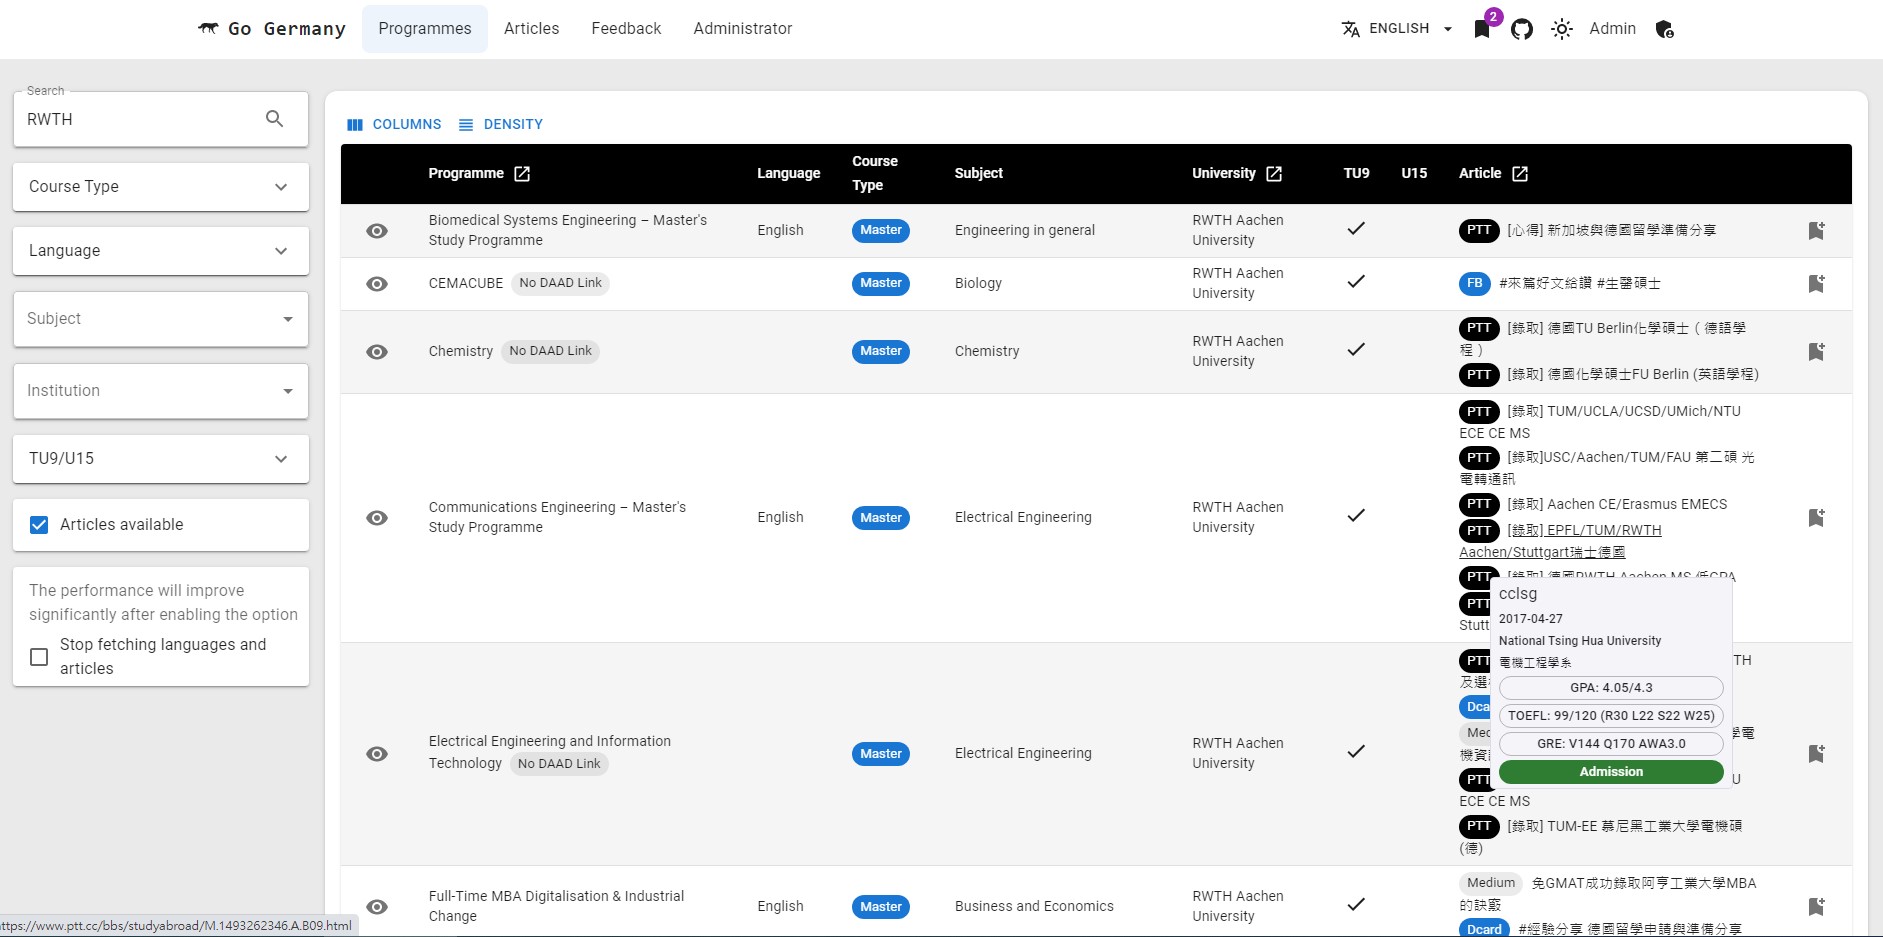 Go Germany
Programmes
Articles
Feedback
Administrator
ENGLISH
2
Admin
Search
RWTH
Course Type
Language
Subject
Institution
TU9/U15
Articles available
The performance will improve
significantly after enabling the option
Stop fetching languages and
articles
COLUMNS
DENSITY
Programme
Language
Course
Type
Subject
University
TU9
U15
Article
Biomedical Systems Engineering – Master's
Study Programme
English
Master
Engineering in general
RWTH Aachen
University
PTT [心得] 新加坡與德國留學準備分享
CEMACUBE No DAAD Link
Master
Biology
RWTH Aachen
University
FB #來篇好文給讚 #生醫碩士
Chemistry No DAAD Link
Master
Chemistry
RWTH Aachen
University
PTT [錄取] 德國TU Berlin化學碩士（德語學
程）
PTT [錄取] 德國化學碩士FU Berlin (英語學程)
Communications Engineering – Master's
Study Programme
English
Master
Electrical Engineering
RWTH Aachen
University
PTT [錄取] TUM/UCLA/UCSD/UMich/NTU
ECE CE MS
PTT [錄取]USC/Aachen/TUM/FAU 第二碩 光
電轉通訊
PTT [錄取] Aachen CE/Erasmus EMECS
PTT [錄取] EPFL/TUM/RWTH
Aachen/Stuttgart瑞士德國
PTT [錄取] 德國RWTH Aachen MS 低GPA
PTT
Stutt
cclsg
2017-04-27
National Tsing Hua University
電機工程學系
GPA: 4.05/4.3
TOEFL: 99/120 (R30 L22 S22 W25)
GRE: V144 Q170 AWA3.0
Admission
Electrical Engineering and Information
Technology No DAAD Link
Master
Electrical Engineering
RWTH Aachen
University
PTT TH
及選
Dca
Med 學電
機資
PTT U
ECE CE MS
PTT [錄取] TUM-EE 慕尼黑工業大學電機碩
(德)
Full-Time MBA Digitalisation & Industrial
Change
English
Master
Business and Economics
RWTH Aachen
University
Medium 免GMAT成功錄取阿亨工業大學MBA
的訣竅
Dcard #經驗分享 德國留學申請與準備分享
ttps://www.ptt.cc/bbs/studyabroad/M.1493262346.A.B09.html